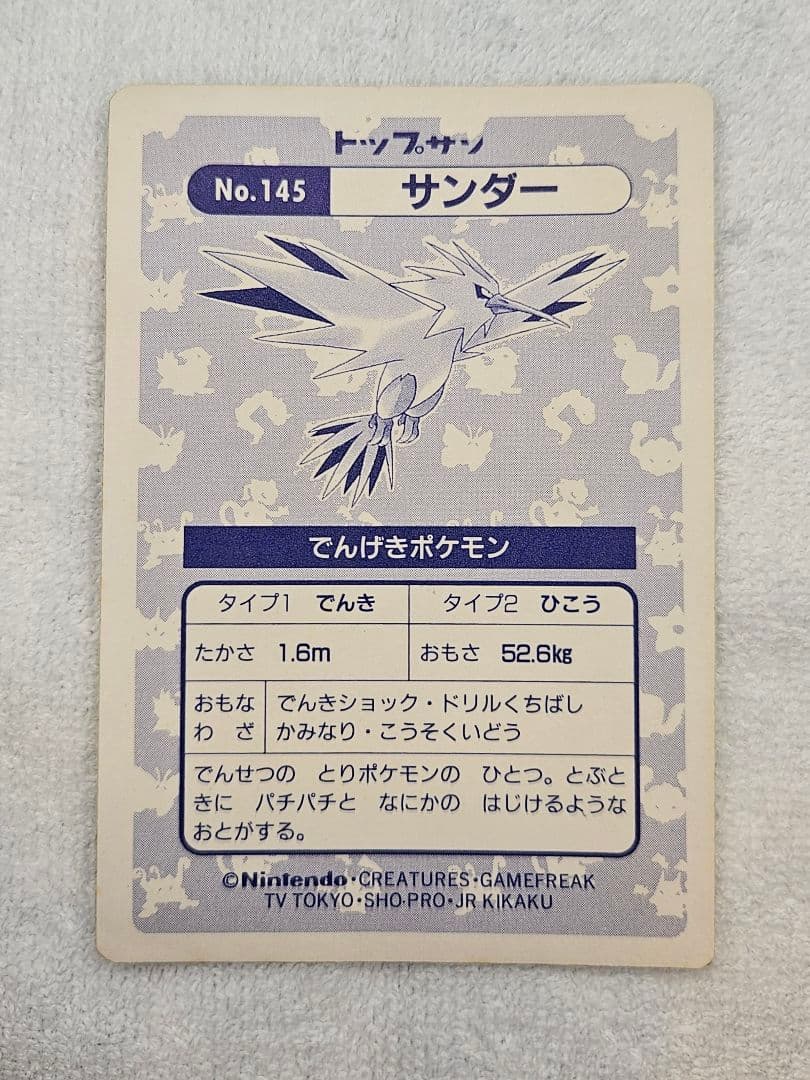 トップサン
No.145 サンダー
でんげきポケモン
タイプ1 でんき タイプ2 ひこう
たかさ 1.6m おもさ 52.6kg
おもな でんきショック・ドリルくちばし
わ ざ かみなり・こうそくいどう
でんせつの とりポケモンの ひとつ。とぶと
きに パチパチと なにかの はじけるような
おとがする。
©Nintendo・CREATURES・GAMEFREAK
TV TOKYO・SHO-PRO・JR KIKAKU